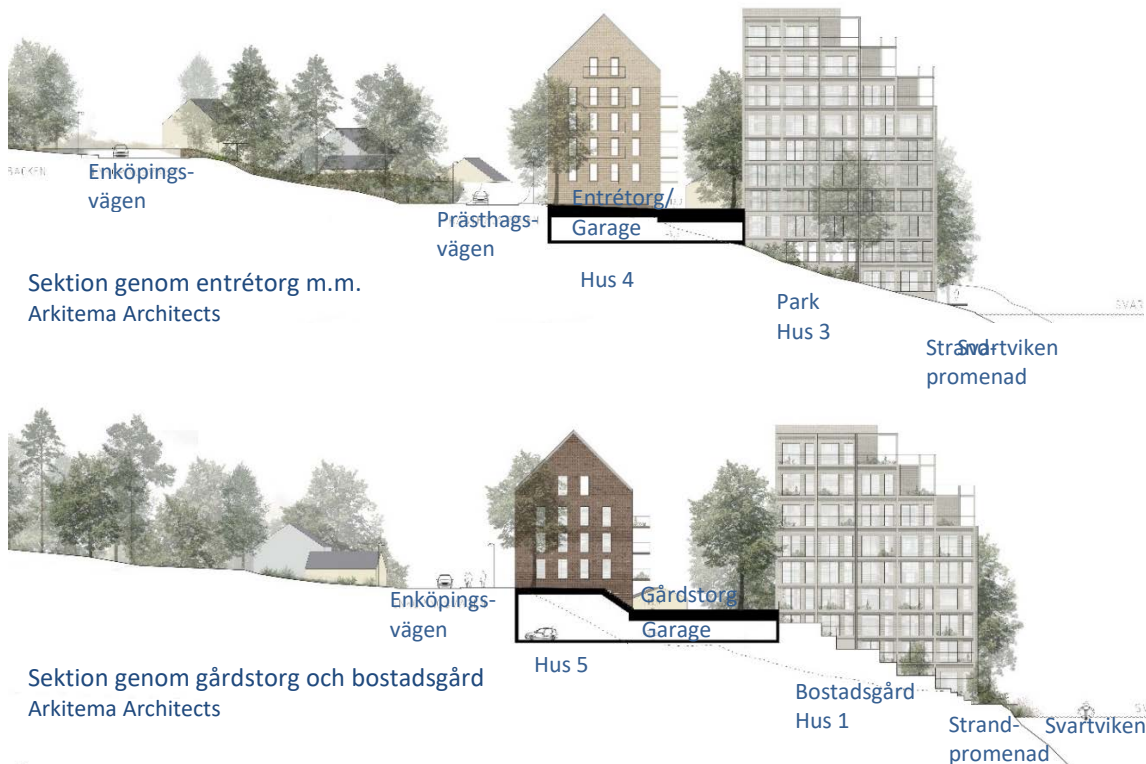 BACKEN
Enköpings-
vägen
Prästhags-
vägen
Entrétorg/
Garage
Hus 4
Sektion genom entrétorg m.m.
Arkitema Architects
Park
Hus 3
SVAR
Strand-
promenad
Svartviken
Enköpings-
vägen
Gårdstorg
Garage
Hus 5
Sektion genom gårdstorg och bostadsgård
Arkitema Architects
Bostadsgård
Hus 1
Strand-
promenad
Svartviken